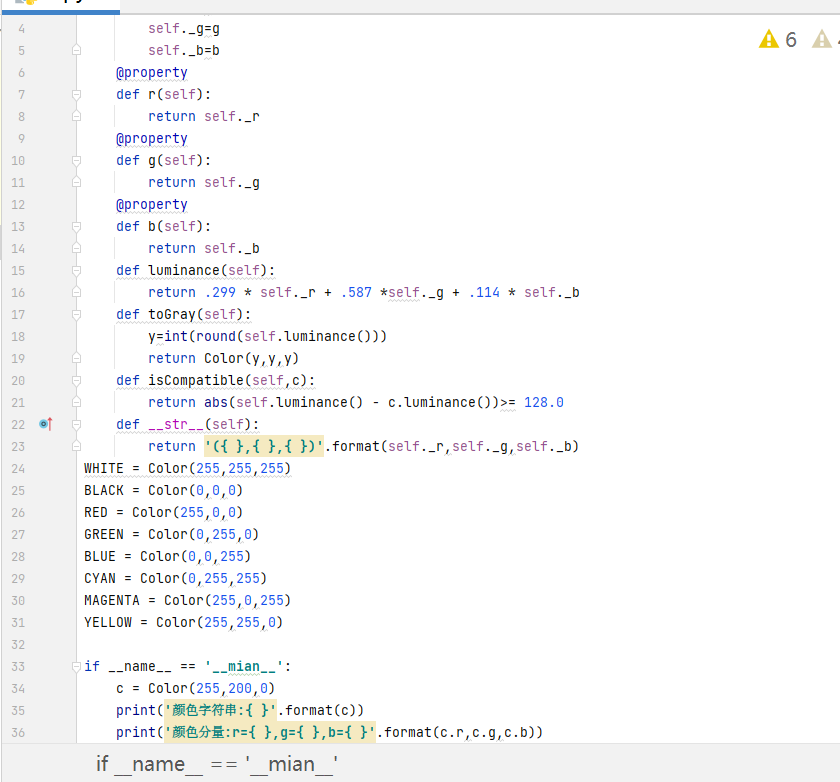 4 self._g=g
6
5 self._b=b
6 @property
7 def r(self):
8 return self._r
9 @property
10 def g(self):
11 return self._g
12 @property
13 def b(self):
14 return self._b
15 def luminance(self):
16 return .299 * self._r + .587 *self._g + .114 * self._b
17 def toGray(self):
18 y=int(round(self.luminance()))
19 return Color(y,y,y)
20 def isCompatible(self,c):
21 return abs(self.luminance() - c.luminance())>= 128.0
22 def __str__(self):
23 return '({ },{ },{ })'.format(self._r,self._g,self._b)
24 WHITE = Color(255,255,255)
25 BLACK = Color(0,0,0)
26 RED = Color(255,0,0)
27 GREEN = Color(0,255,0)
28 BLUE = Color(0,0,255)
29 CYAN = Color(0,255,255)
30 MAGENTA = Color(255,0,255)
31 YELLOW = Color(255,255,0)
32
33 if __name__ == '__mian__':
34 c = Color(255,200,0)
35 print('颜色字符串:{ }'.format(c))
36 print('颜色分量:r={ },g={ },b={ }'.format(c.r,c.g,c.b))
if __name__ == '__mian__'